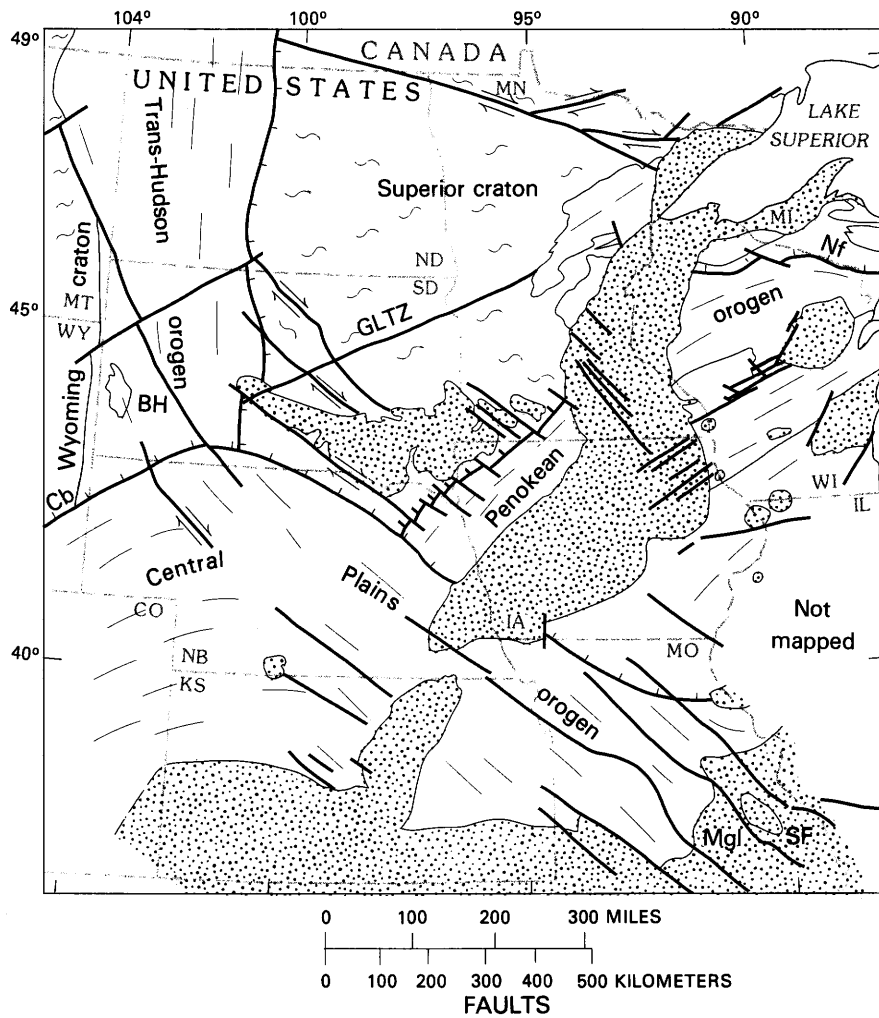 104° 100° 95° 90°
49°
CANADA
UNITED STATES
MN
LAKE
SUPERIOR
Trans-Hudson
Superior craton
MI
Nf
ND
SD
craton
MT
WY
45°
GLTZ
orogen
orogen
Wyoming
BH
Cb
Penokean
WI
IL
Central
Plains
CO
IA
Not
mapped
MO
40°
NB
KS
orogen
Mgl
SF
0 100 200 300 MILES
0 100 200 300 400 500 KILOMETERS
FAULTS